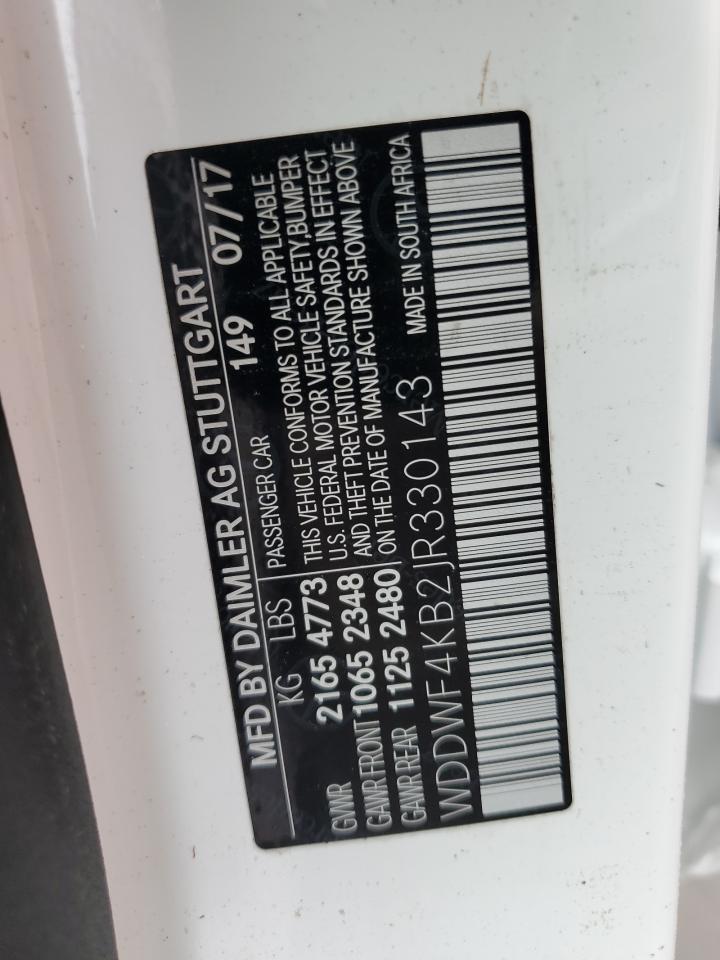 MFD BY DAIMLER AG STUTTGART
149 07/17
KG LBS PASSENGER CAR
GVWR 2165 4773 THIS VEHICLE CONFORMS TO ALL APPLICABLE
GAWR FRONT 1065 2348 U.S. FEDERAL MOTOR VEHICLE SAFETY,BUMPER
GAWR REAR 1125 2480 AND THEFT PREVENTION STANDARDS IN EFFECT
ON THE DATE OF MANUFACTURE SHOWN ABOVE
WDDWF4KB2JR330143 MADE IN SOUTH AFRICA